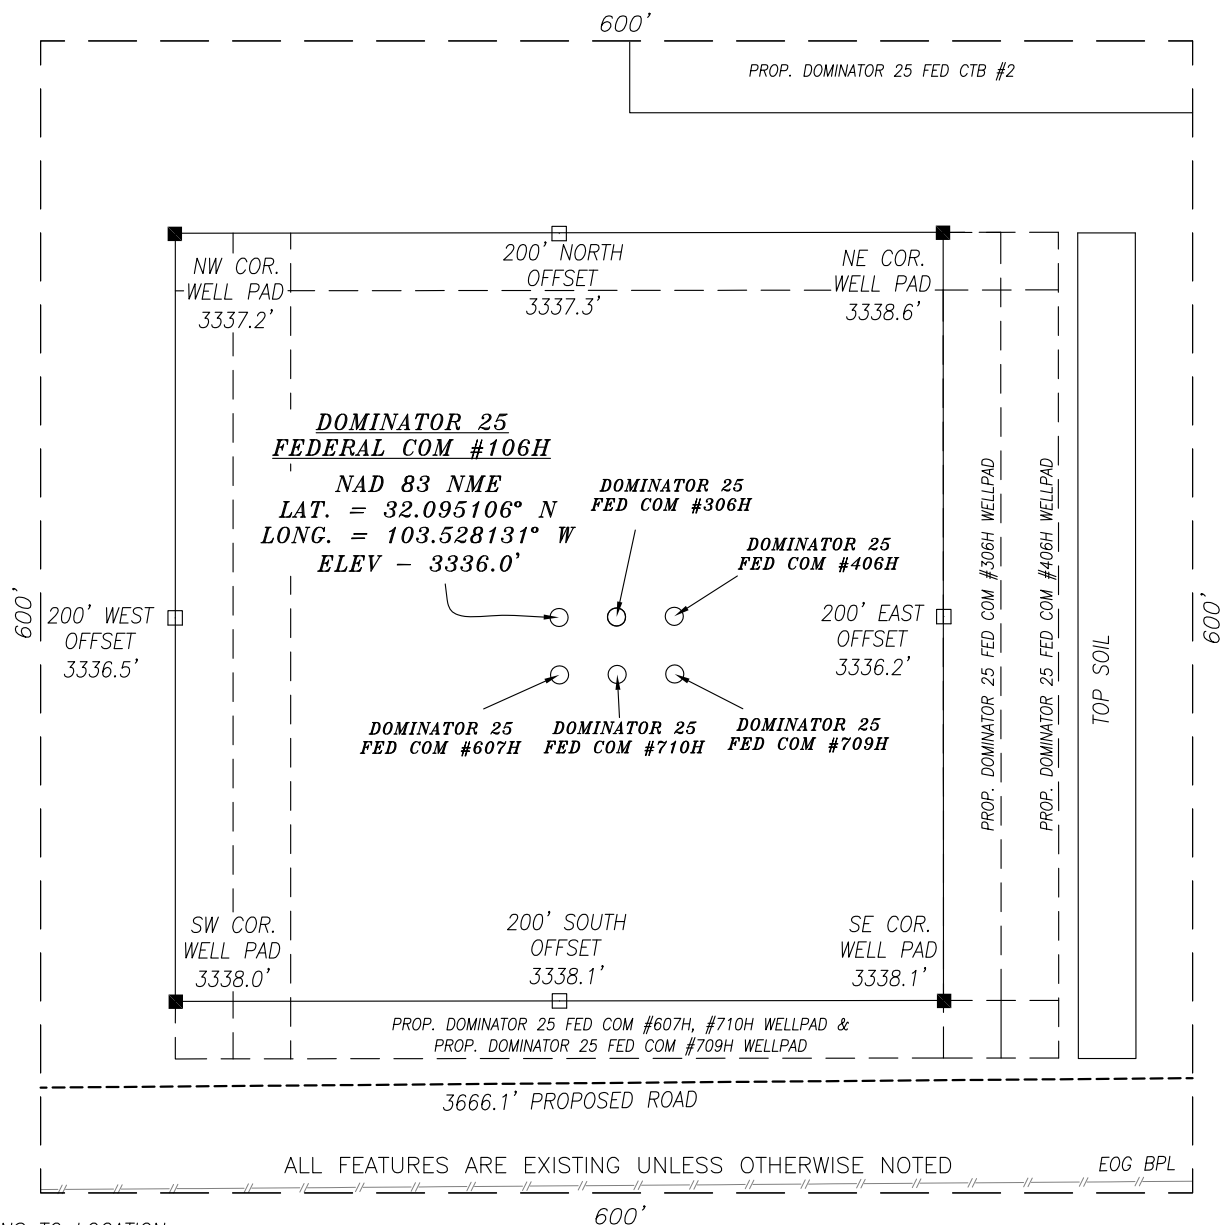 600'
PROP. DOMINATOR 25 FED CTB #2
NW COR.
WELL PAD
3337.2'
200' NORTH
OFFSET
3337.3'
NE COR.
WELL PAD
3338.6'
DOMINATOR 25
FEDERAL COM #106H
NAD 83 NME
LAT. = 32.095106° N
LONG. = 103.528131° W
ELEV - 3336.0'
DOMINATOR 25
FED COM #306H
DOMINATOR 25
FED COM #406H
600'
200' WEST
OFFSET
3336.5'
200' EAST
OFFSET
3336.2'
PROP. DOMINATOR 25 FED COM #306H WELLPAD
PROP. DOMINATOR 25 FED COM #406H WELLPAD
TOP SOIL
600'
DOMINATOR 25
FED COM #607H
DOMINATOR 25
FED COM #710H
DOMINATOR 25
FED COM #709H
SW COR.
WELL PAD
3338.0'
200' SOUTH
OFFSET
3338.1'
SE COR.
WELL PAD
3338.1'
PROP. DOMINATOR 25 FED COM #607H, #710H WELLPAD &
PROP. DOMINATOR 25 FED COM #709H WELLPAD
3666.1' PROPOSED ROAD
ALL FEATURES ARE EXISTING UNLESS OTHERWISE NOTED
EOG BPL
600'
TO LOCATION